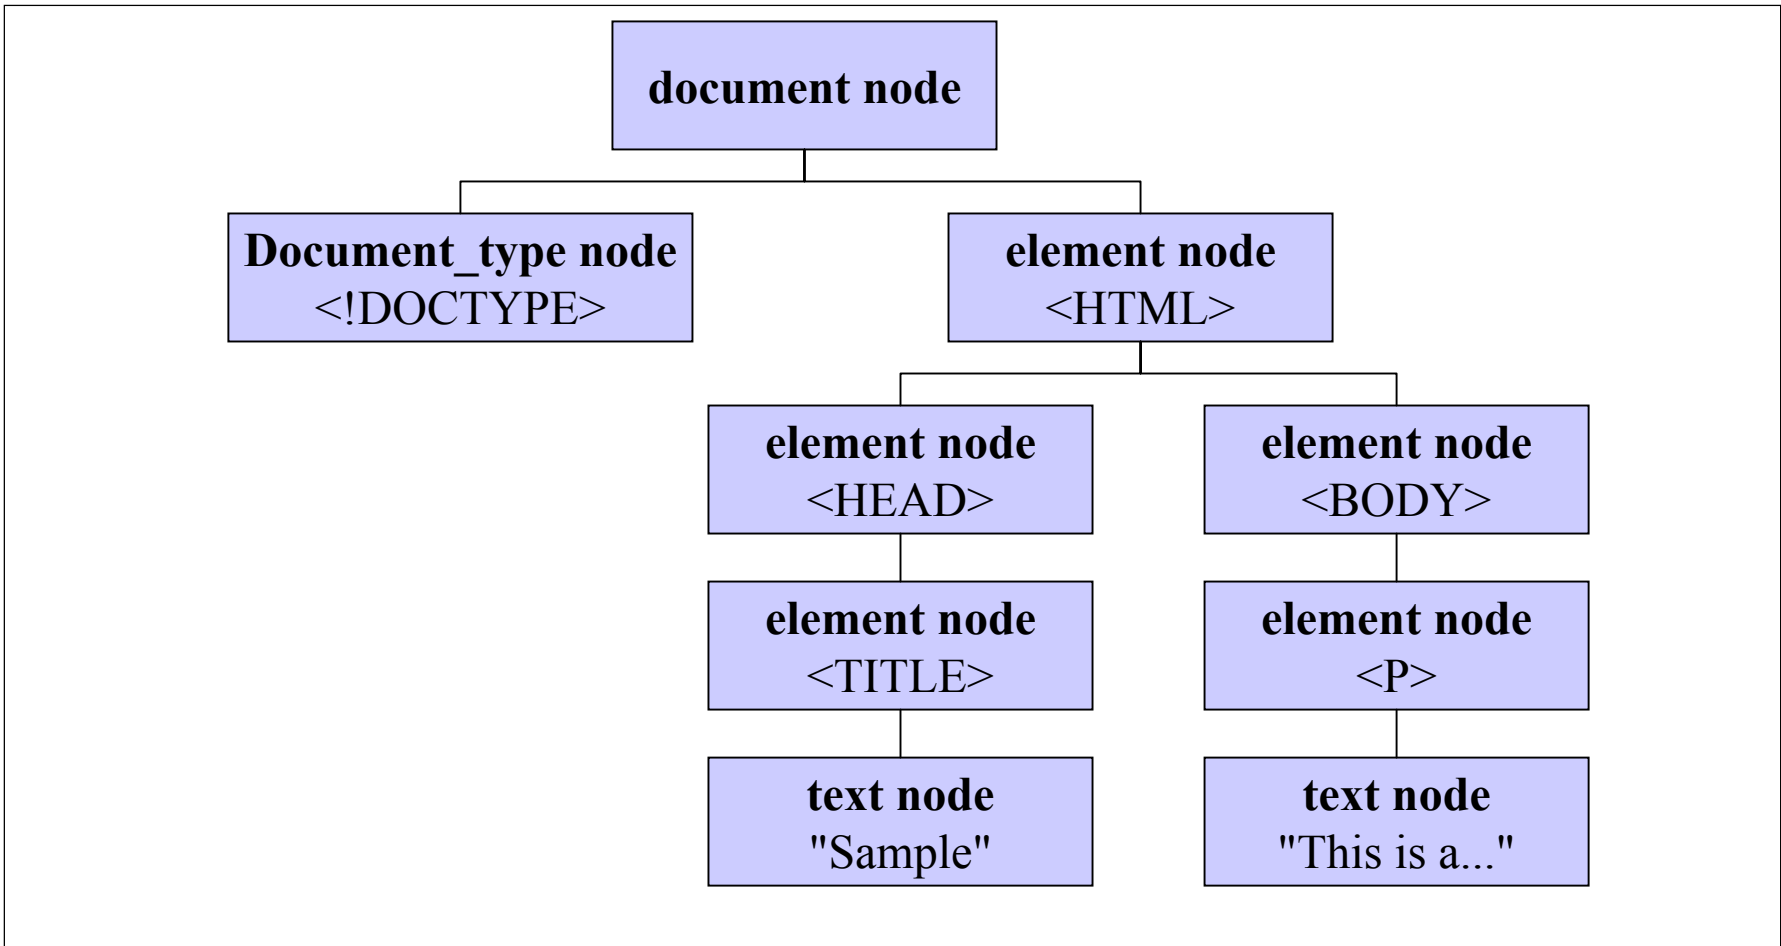 document node
Document_type node
<!DOCTYPE>
element node
<HTML>
element node
<HEAD>
element node
<BODY>
element node
<TITLE>
element node
<P>
text node
"Sample"
text node
"This is a..."